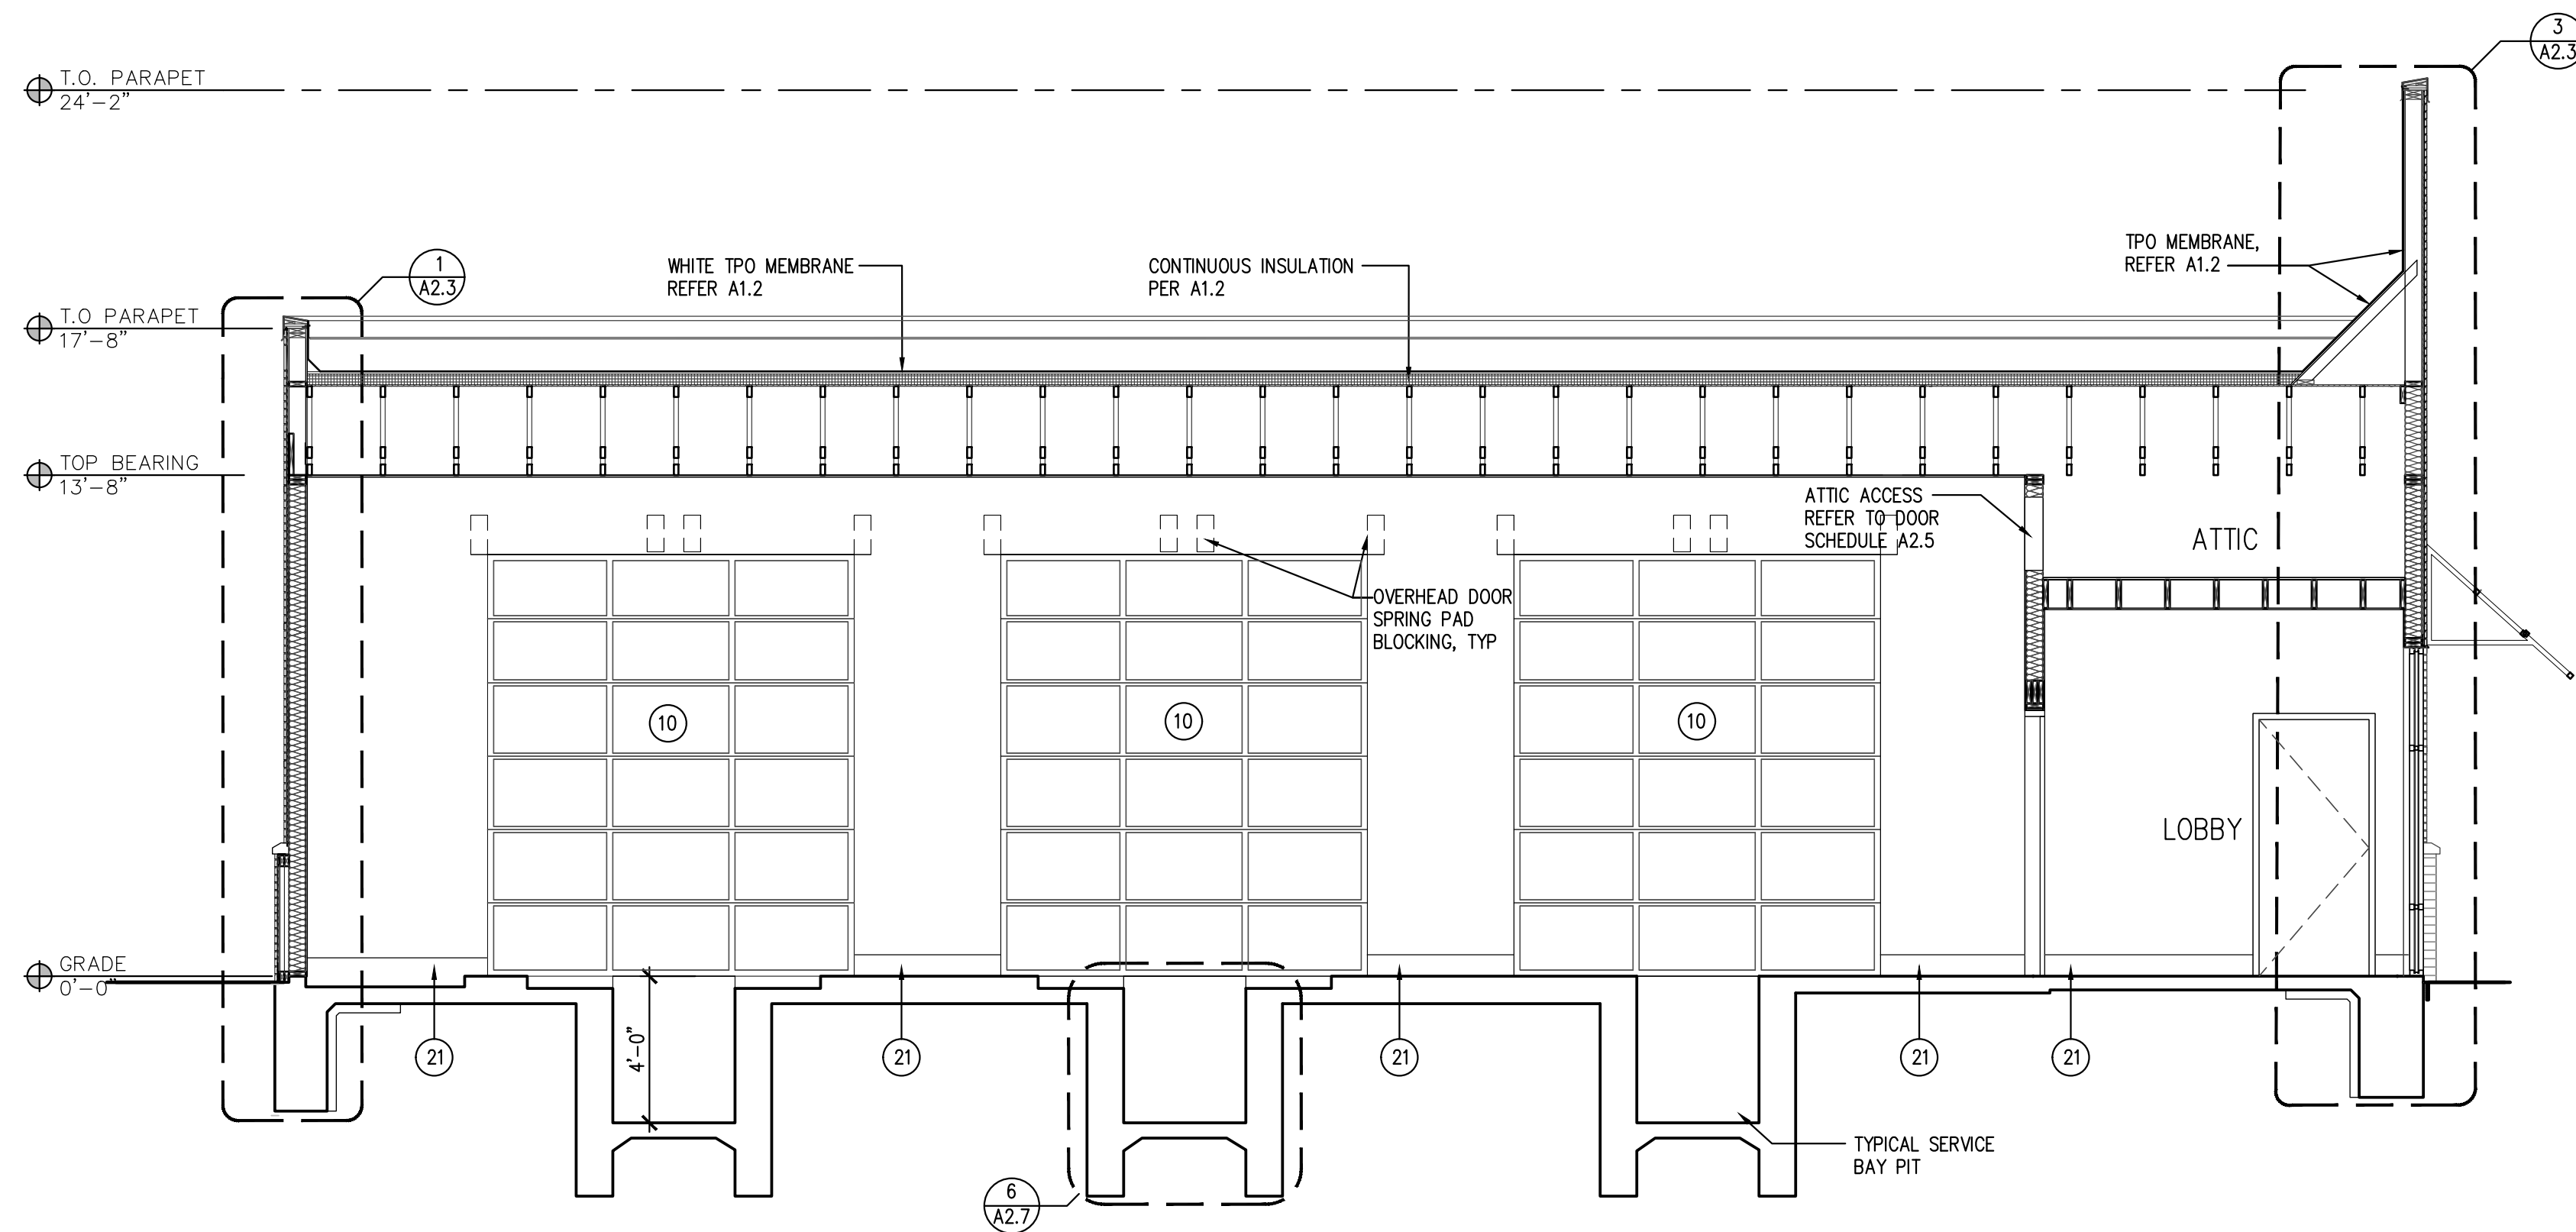 3
A2.3
T.O. PARAPET
24'-2"
1
A2.3
WHITE TPO MEMBRANE
REFER A1.2
CONTINUOUS INSULATION
PER A1.2
TPO MEMBRANE,
REFER A1.2
T.O PARAPET
17'-8"
TOP BEARING
13'-8"
ATTIC ACCESS
REFER TO DOOR
SCHEDULE A2.5
ATTIC
OVERHEAD DOOR
SPRING PAD
BLOCKING, TYP
10
10
10
LOBBY
GRADE
0'-0"
4'-0"
21
21
21
21
21
TYPICAL SERVICE
BAY PIT
6
A2.7